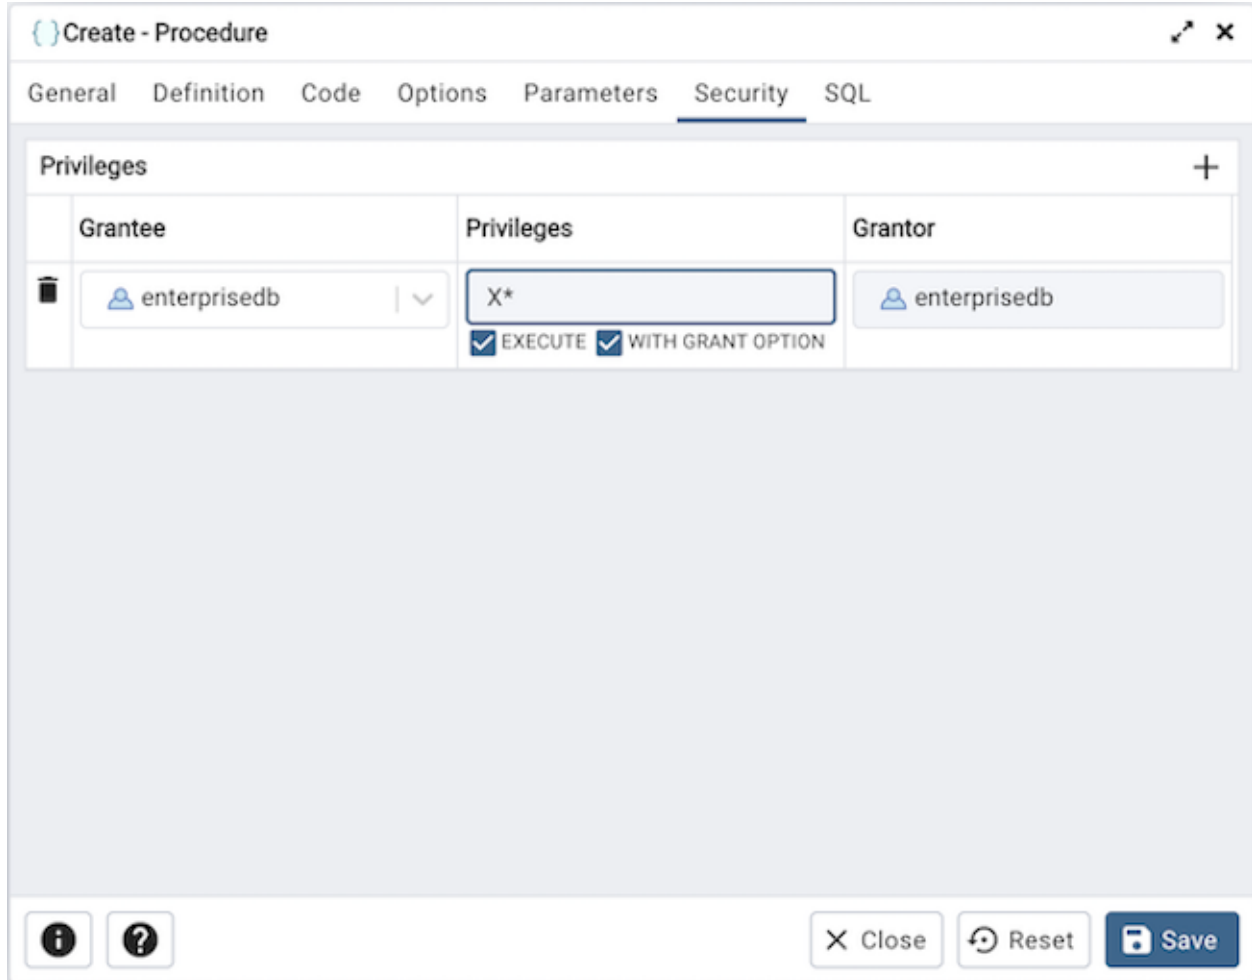 {}Create - Procedure
General Definition Code Options Parameters Security SQL
Privileges
Grantee Privileges Grantor
enterprisedb X* enterprisedb
EXECUTE WITH GRANT OPTION
Close Reset Save